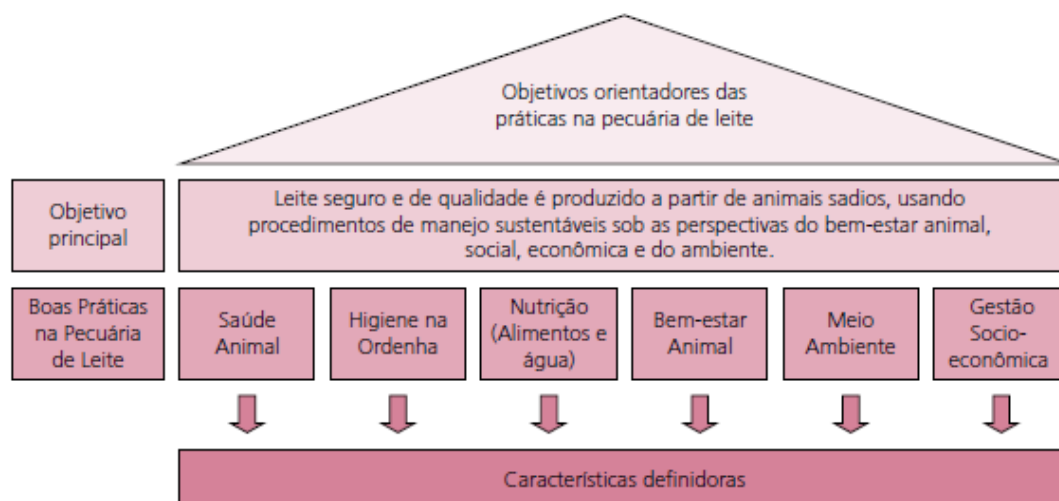 Objetivos orientadores das
práticas na pecuária de leite
Objetivo
principal
Leite seguro e de qualidade é produzido a partir de animais sadios, usando
procedimentos de manejo sustentáveis sob as perspectivas do bem-estar animal,
social, econômica e do ambiente.
Boas Práticas
na Pecuária
de Leite
Saúde
Animal
Higiene na
Ordenha
Nutrição
(Alimentos e
água)
Bem-estar
Animal
Meio
Ambiente
Gestão
Socio-
econômica
Características definidoras